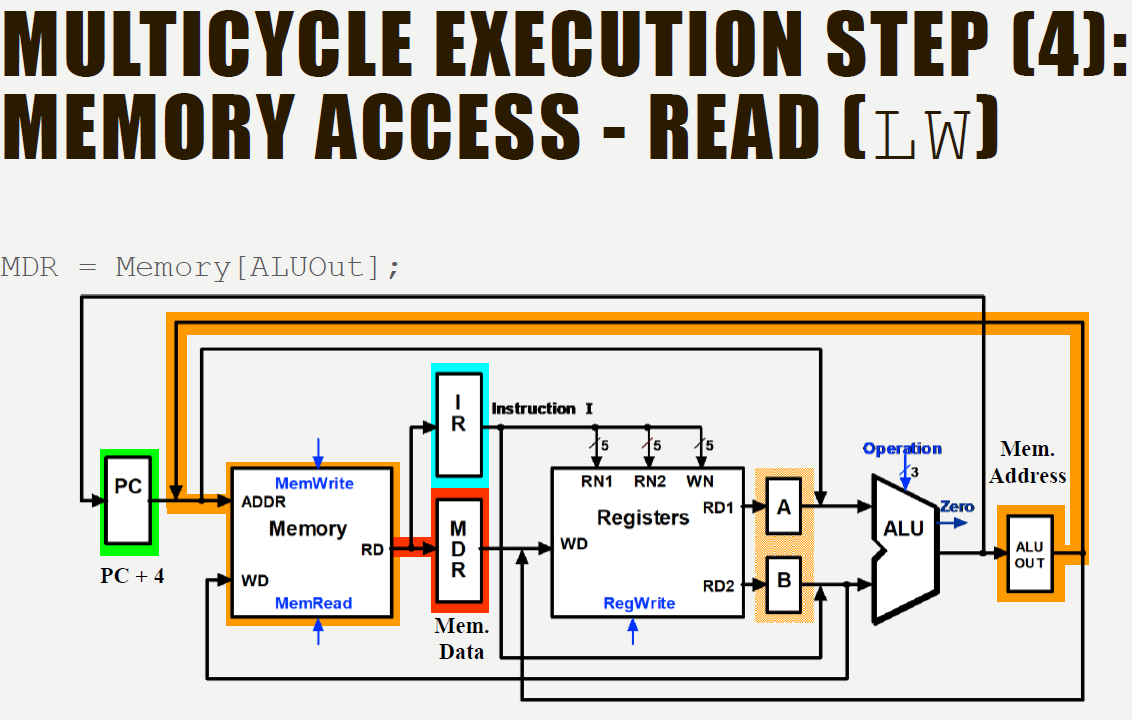 MULTICYCLE EXECUTION STEP (4):
MEMORY ACCESS - READ (LW)
MDR = Memory[ALUOut];
I
R
Instruction I
5
5
5
Operation
3
Mem.
Address
PC
MemWrite
ADDR
Memory
RD
WD
MemRead
PC + 4
M
D
R
Mem.
Data
RN1
RN2
WN
Registers
RD1
WD
RD2
RegWrite
A
B
ALU
Zero
ALU
OUT